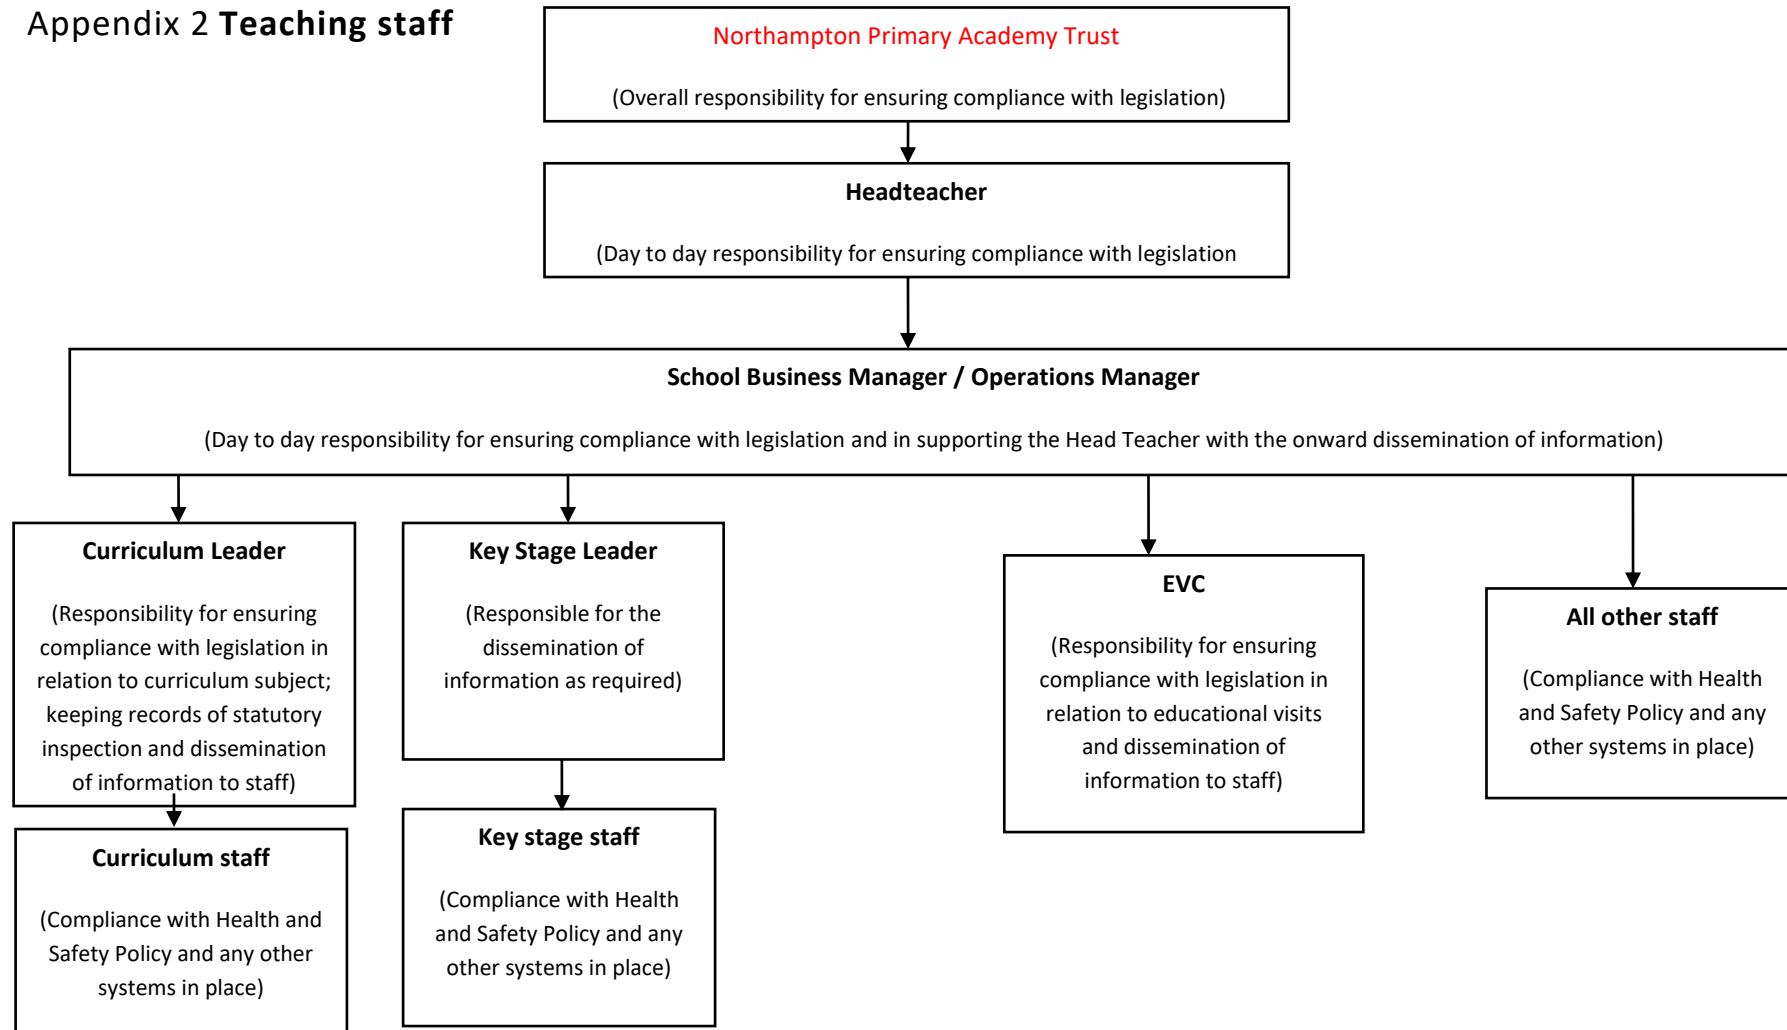 Appendix 2 Teaching staff
Northampton Primary Academy Trust
(Overall responsibility for ensuring compliance with legislation)
Headteacher
(Day to day responsibility for ensuring compliance with legislation
School Business Manager / Operations Manager
(Day to day responsibility for ensuring compliance with legislation and in supporting the Head Teacher with the onward dissemination of information)
Curriculum Leader
(Responsibility for ensuring
compliance with legislation in
relation to curriculum subject;
keeping records of statutory
inspection and dissemination
of information to staff)
Key Stage Leader
(Responsible for the
dissemination of
information as required)
EVC
(Responsibility for ensuring
compliance with legislation in
relation to educational visits
and dissemination of
information to staff)
All other staff
(Compliance with Health
and Safety Policy and any
other systems in place)
Curriculum staff
(Compliance with Health and
Safety Policy and any other
systems in place)
Key stage staff
(Compliance with Health
and Safety Policy and any
other systems in place)